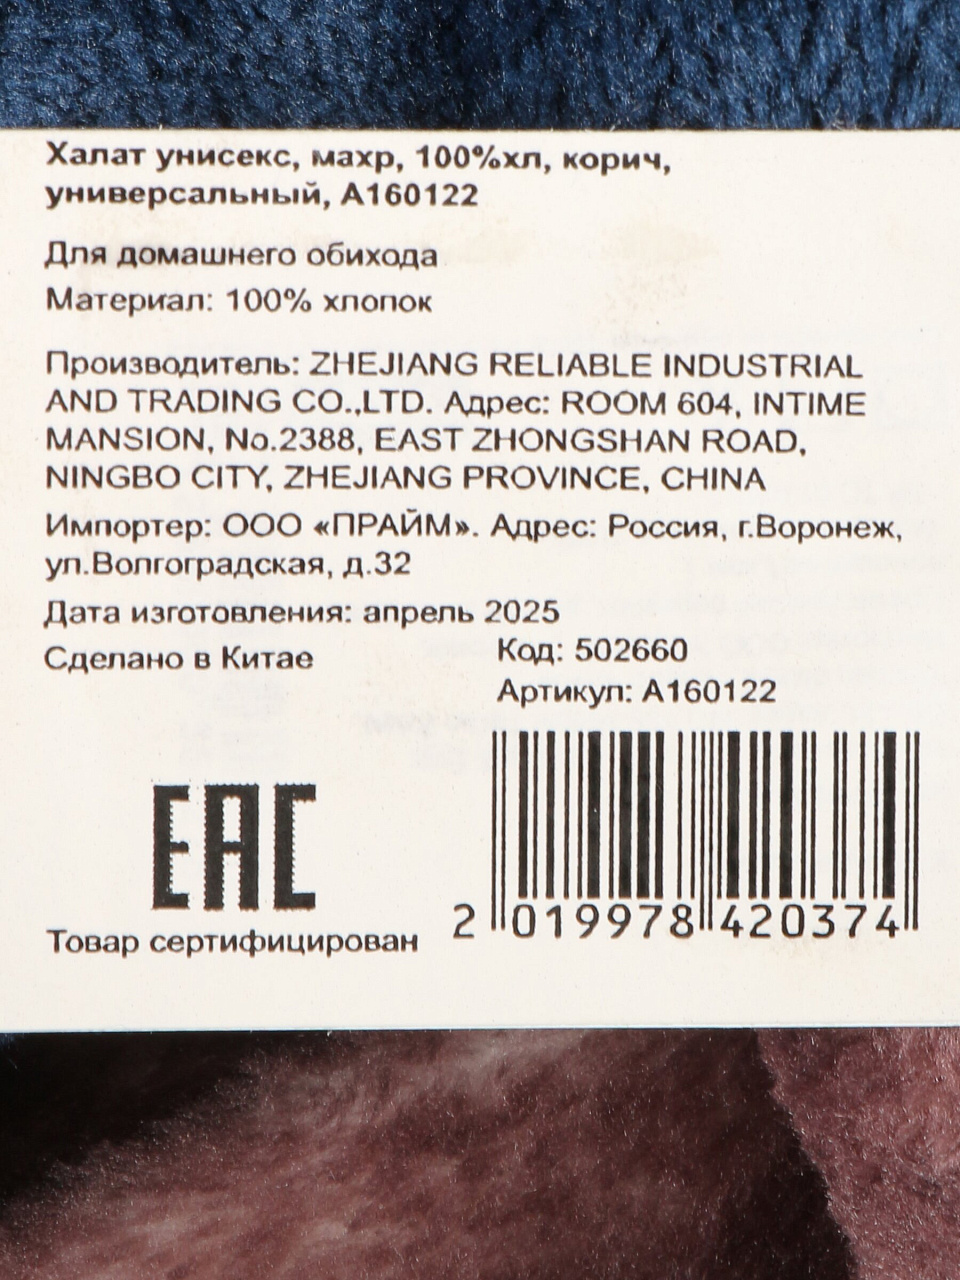 Халат унисекс, махр, 100%хл, корич,
универсальный, А160122
Для домашнего обихода
Материал: 100% хлопок
Производитель: ZHEJIANG RELIABLE INDUSTRIAL
AND TRADING CO.,LTD. Адрес: ROOM 604, INTIME
MANSION, No.2388, EAST ZHONGSHAN ROAD,
NINGBO CITY, ZHEJIANG PROVINCE, CHINA
Импортер: ООО «ПРАЙМ». Адрес: Россия, г.Воронеж,
ул.Волгоградская, д.32
Дата изготовления: апрель 2025
Сделано в Китае
Код: 502660
Артикул: А160122
ЕАС
Товар сертифицирован
2 019978 420374